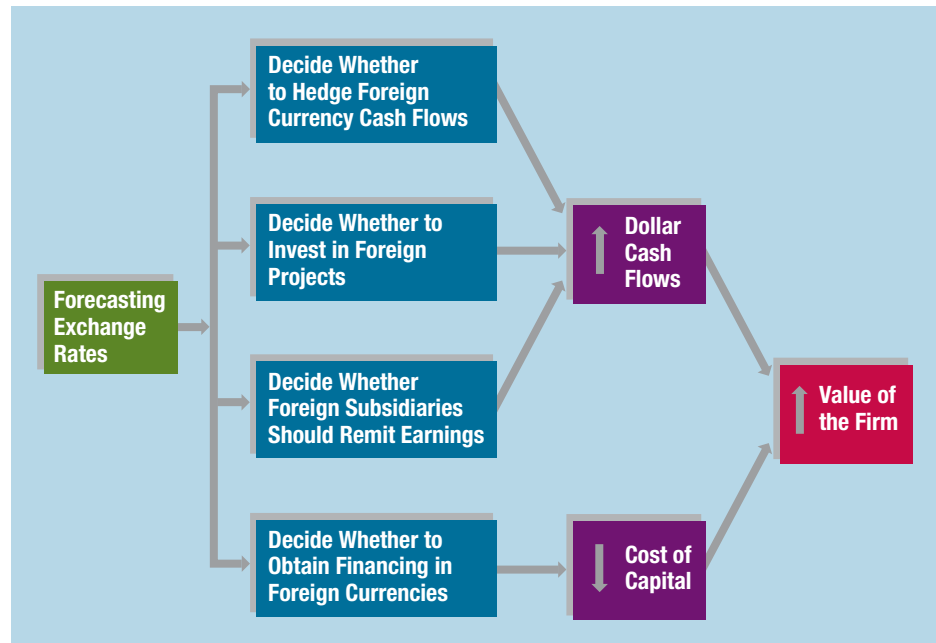 Forecasting
Exchange
Rates
Decide Whether
to Hedge Foreign
Currency Cash Flows
Decide Whether to
Invest in Foreign
Projects
Decide Whether
Foreign Subsidiaries
Should Remit Earnings
Decide Whether to
Obtain Financing in
Foreign Currencies
Dollar
Cash
Flows
Cost of
Capital
Value of
the Firm